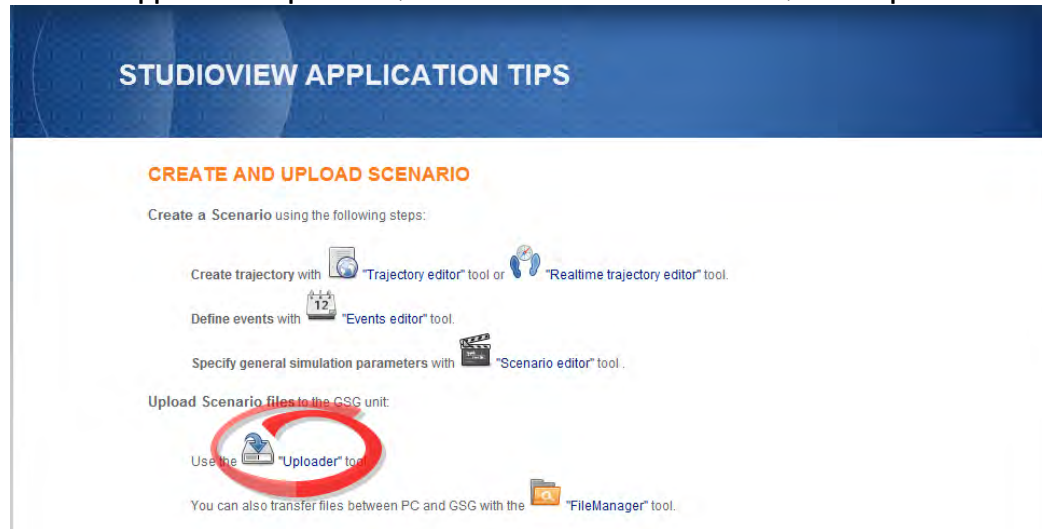 STUDIOVIEW APPLICATION TIPS
CREATE AND UPLOAD SCENARIO
Create a Scenario using the following steps:
Create trajectory with "Trajectory editor" tool or "Realtime trajectory editor" tool.
12
Define events with "Events editor" tool.
Specify general simulation parameters with "Scenario editor" tool .
Upload Scenario files to the GSG unit:
Use the "Uploader" tool
You can also transfer files between PC and GSG with the "FileManager" tool.